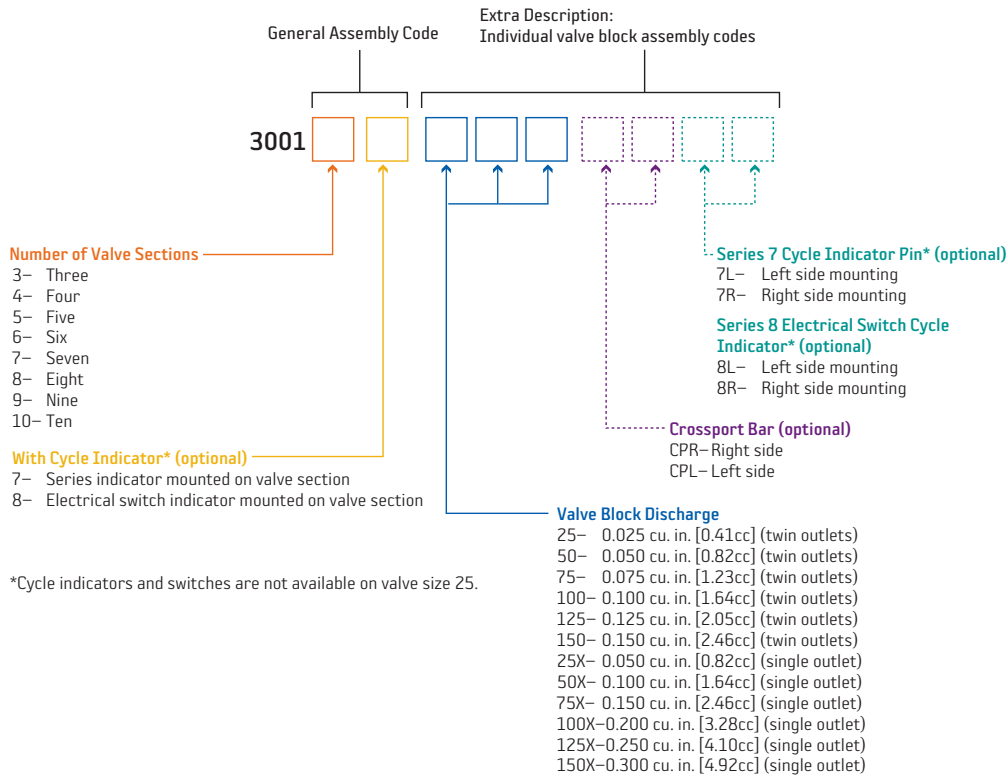 General Assembly Code
Extra Description:
Individual valve block assembly codes
3001
Number of Valve Sections
3– Three
4– Four
5– Five
6– Six
7– Seven
8– Eight
9– Nine
10– Ten
With Cycle Indicator* (optional)
7– Series indicator mounted on valve section
8– Electrical switch indicator mounted on valve section
*Cycle indicators and switches are not available on valve size 25.
Series 7 Cycle Indicator Pin* (optional)
7L– Left side mounting
7R– Right side mounting
Series 8 Electrical Switch Cycle
Indicator* (optional)
8L– Left side mounting
8R– Right side mounting
Crossport Bar (optional)
CPR– Right side
CPL– Left side
Valve Block Discharge
25– 0.025 cu. in. [0.41cc] (twin outlets)
50– 0.050 cu. in. [0.82cc] (twin outlets)
75– 0.075 cu. in. [1.23cc] (twin outlets)
100– 0.100 cu. in. [1.64cc] (twin outlets)
125– 0.125 cu. in. [2.05cc] (twin outlets)
150– 0.150 cu. in. [2.46cc] (twin outlets)
25X– 0.050 cu. in. [0.82cc] (single outlet)
50X– 0.100 cu. in. [1.64cc] (single outlet)
75X– 0.150 cu. in. [2.46cc] (single outlet)
100X–0.200 cu. in. [3.28cc] (single outlet)
125X–0.250 cu. in. [4.10cc] (single outlet)
150X–0.300 cu. in. [4.92cc] (single outlet)